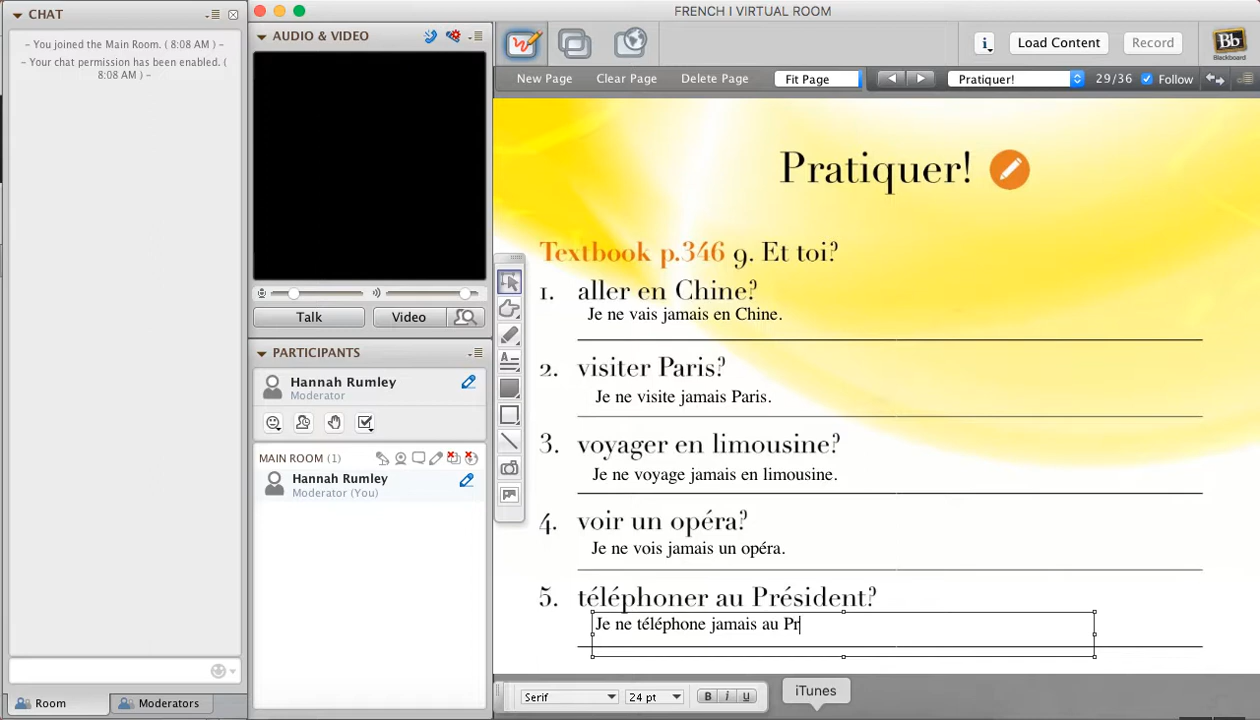 CHAT
– You joined the Main Room. ( 8:08 AM ) –
– Your chat permission has been enabled. (
8:08 AM ) –
Room
Moderators
AUDIO & VIDEO
Talk
Video
PARTICIPANTS
Hannah Rumley
Moderator
MAIN ROOM (1)
Hannah Rumley
Moderator (You)
FRENCH I VIRTUAL ROOM
i
Load Content
Record
Bb
Blackboard
New Page
Clear Page
Delete Page
Fit Page
Pratiquer!
29/36
Follow
Pratiquer!
Textbook p.346 9. Et toi?
1. aller en Chine?
Je ne vais jamais en Chine.
2. visiter Paris?
Je ne visite jamais Paris.
3. voyager en limousine?
Je ne voyage jamais en limousine.
4. voir un opéra?
Je ne vois jamais un opéra.
5. téléphoner au Président?
Je ne téléphone jamais au Pr
Serif
24 pt
B i U
iTunes